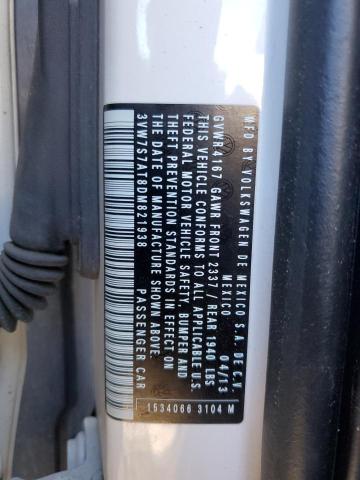 MFD BY VOLKSWAGEN DE MEXICO S.A. DE C.V.
MEXICO 04/13
GVWR 4167 GAWR FRONT 2337 / REAR 1940 LBS
THIS VEHICLE CONFORMS TO ALL APPLICABLE U.S.
FEDERAL MOTOR VEHICLE SAFETY, BUMPER AND
THEFT PREVENTION STANDARDS IN EFFECT ON
THE DATE OF MANUFACTURE SHOWN ABOVE.
3VW7S7AT8DM821938 PASSENGER CAR
1534066 3104 M